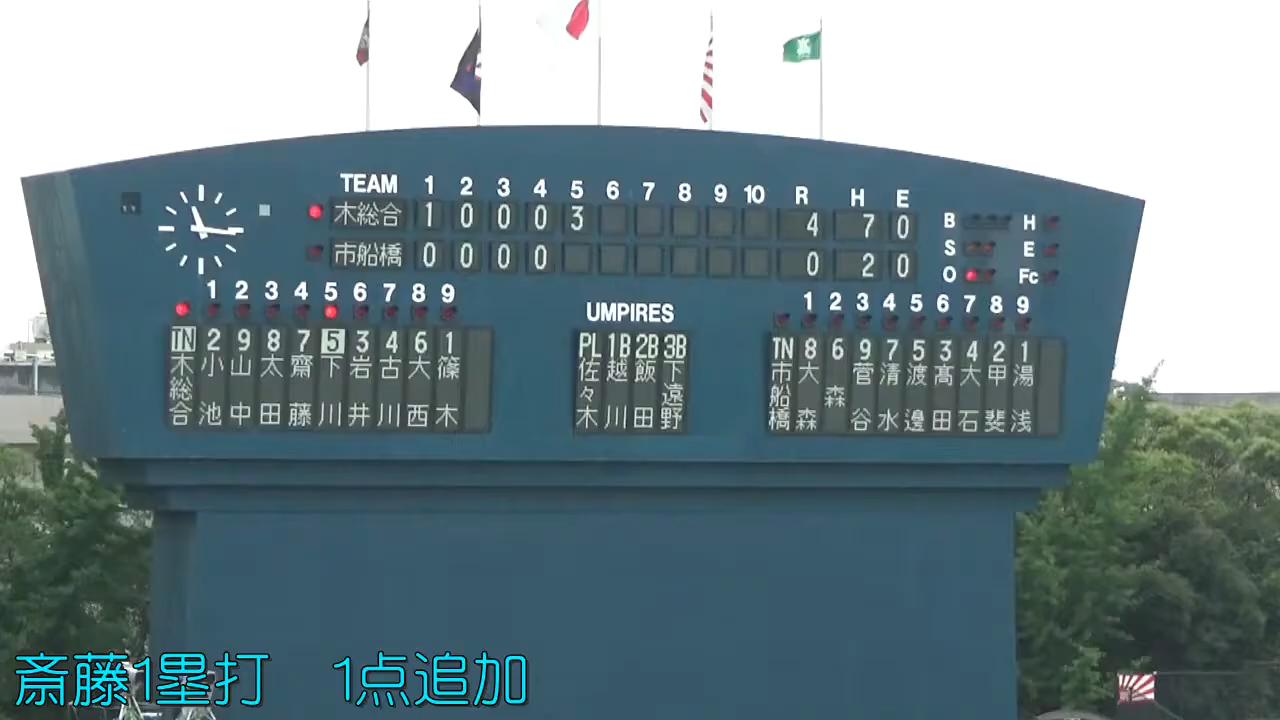 TEAM 1 2 3 4 5 6 7 8 9 10 R H E
木総合 1 0 0 0 3 4 7 0
市船橋 0 0 0 0 0 2 0
B H
S E
O Fc
1 2 3 4 5 6 7 8 9
TN 2 9 8 7 5 3 4 6 1
木総合 小池 山中 太田 齋藤 下川 岩井 古川 大西 篠木
UMPIRES
PL 1B 2B 3B
佐々木 越川 飯田 下遠野
1 2 3 4 5 6 7 8 9
TN 8 6 9 7 5 3 4 2 1
市船橋 大森 森 菅谷 清水 渡邊 髙田 大石 甲斐 湯浅
斎藤1塁打 1点追加